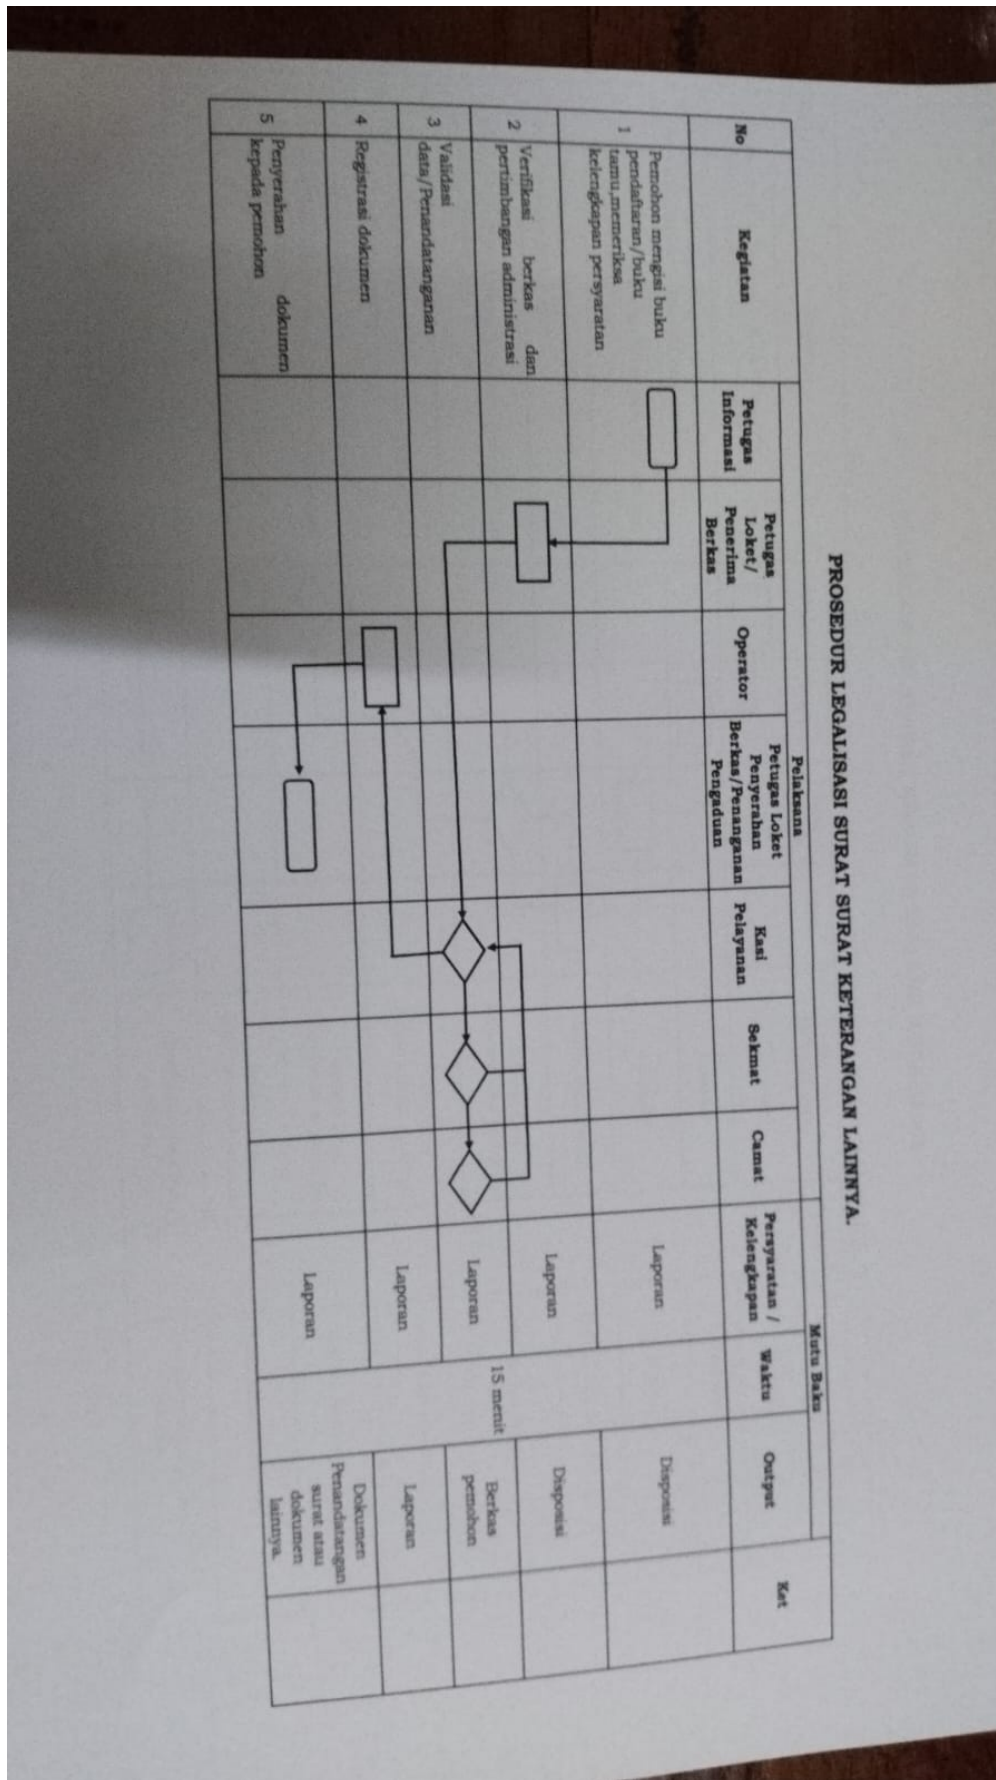 PROSEDUR LEGALISASI SURAT SURAT KETERANGAN LAINNYA.
No
Kegiatan
Pelaksana
Mutu Baku
Ket
Petugas
Informasi
Petugas
Loket/
Penerima
Berkas
Operator
Petugas Loket
Penyerahan
Berkas/Penanganan
Pengaduan
Kasi
Pelayanan
Sekmat
Camat
Persyaratan /
Kelengkapan
Waktu
Output
1
Pemohon mengisi buku
pendaftaran/buku
tamu,memeriksa
kelengkapan persyaratan
Laporan
Disposisi
2
Verifikasi berkas dan
pertimbangan administrasi
Laporan
Disposisi
3
Validasi
data/Penandatanganan
Laporan
15 menit
Berkas
pemohon
4
Registrasi dokumen
Laporan
Laporan
5
Penyerahan dokumen
kepada pemohon
Laporan
Dokumen
Penandatangan
surat atau
dokumen
lainnya.